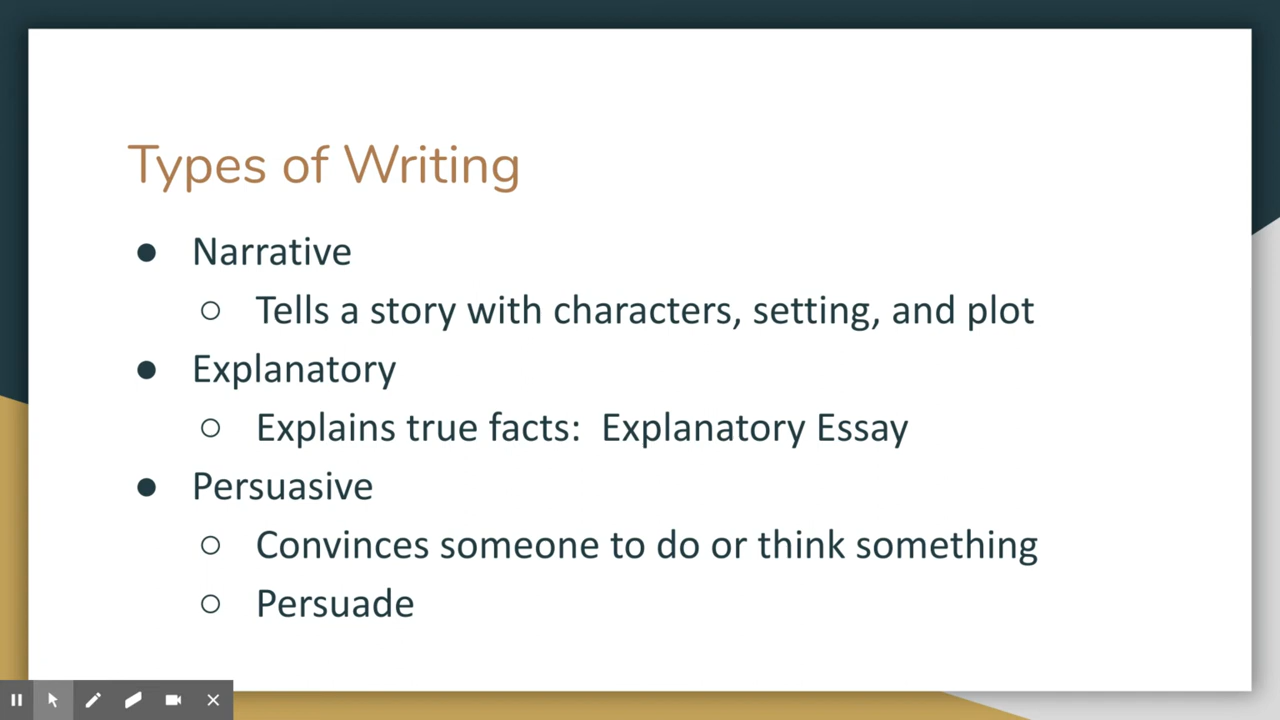 Types of Writing
● Narrative
○ Tells a story with characters, setting, and plot
● Explanatory
○ Explains true facts:  Explanatory Essay
● Persuasive
○ Convinces someone to do or think something
○ Persuade